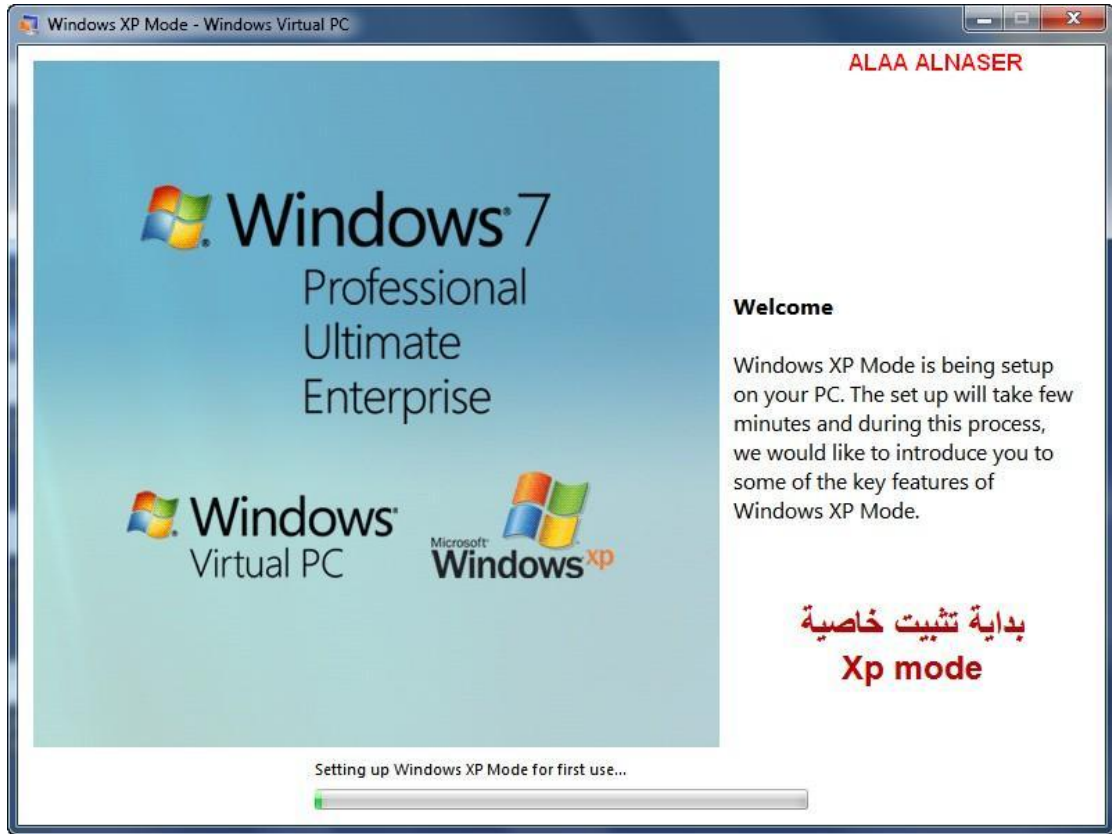 Windows XP Mode - Windows Virtual PC
ALAA ALNASER
Windows 7
Professional
Ultimate
Enterprise
Windows
Virtual PC
Microsoft
Windows xp
Welcome
Windows XP Mode is being setup
on your PC. The set up will take few
minutes and during this process,
we would like to introduce you to
some of the key features of
Windows XP Mode.
بداية تثبيت خاصية
Xp mode
Setting up Windows XP Mode for first use...